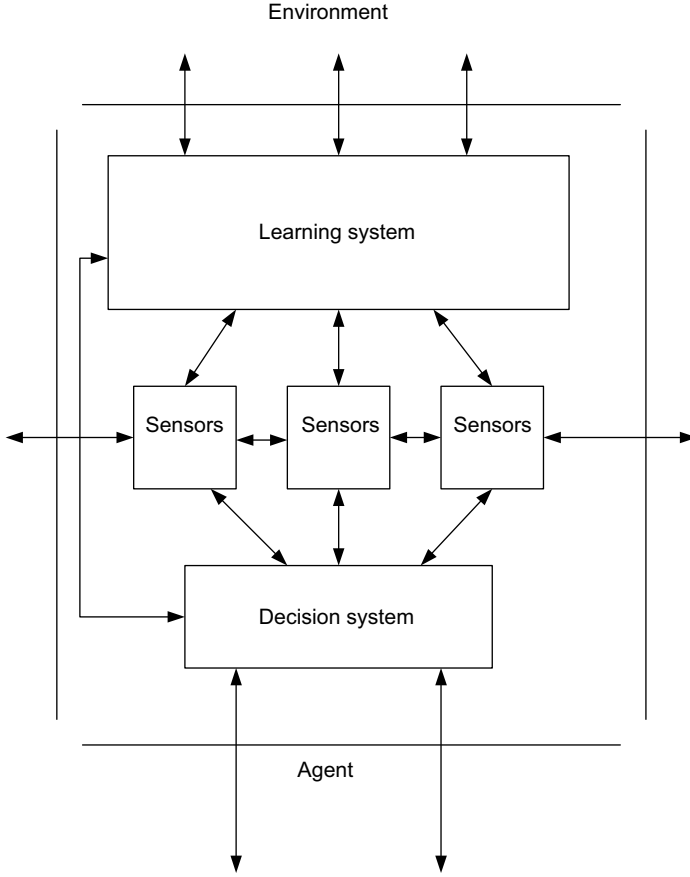 Environment
Learning system
Sensors
Sensors
Sensors
Decision system
Agent